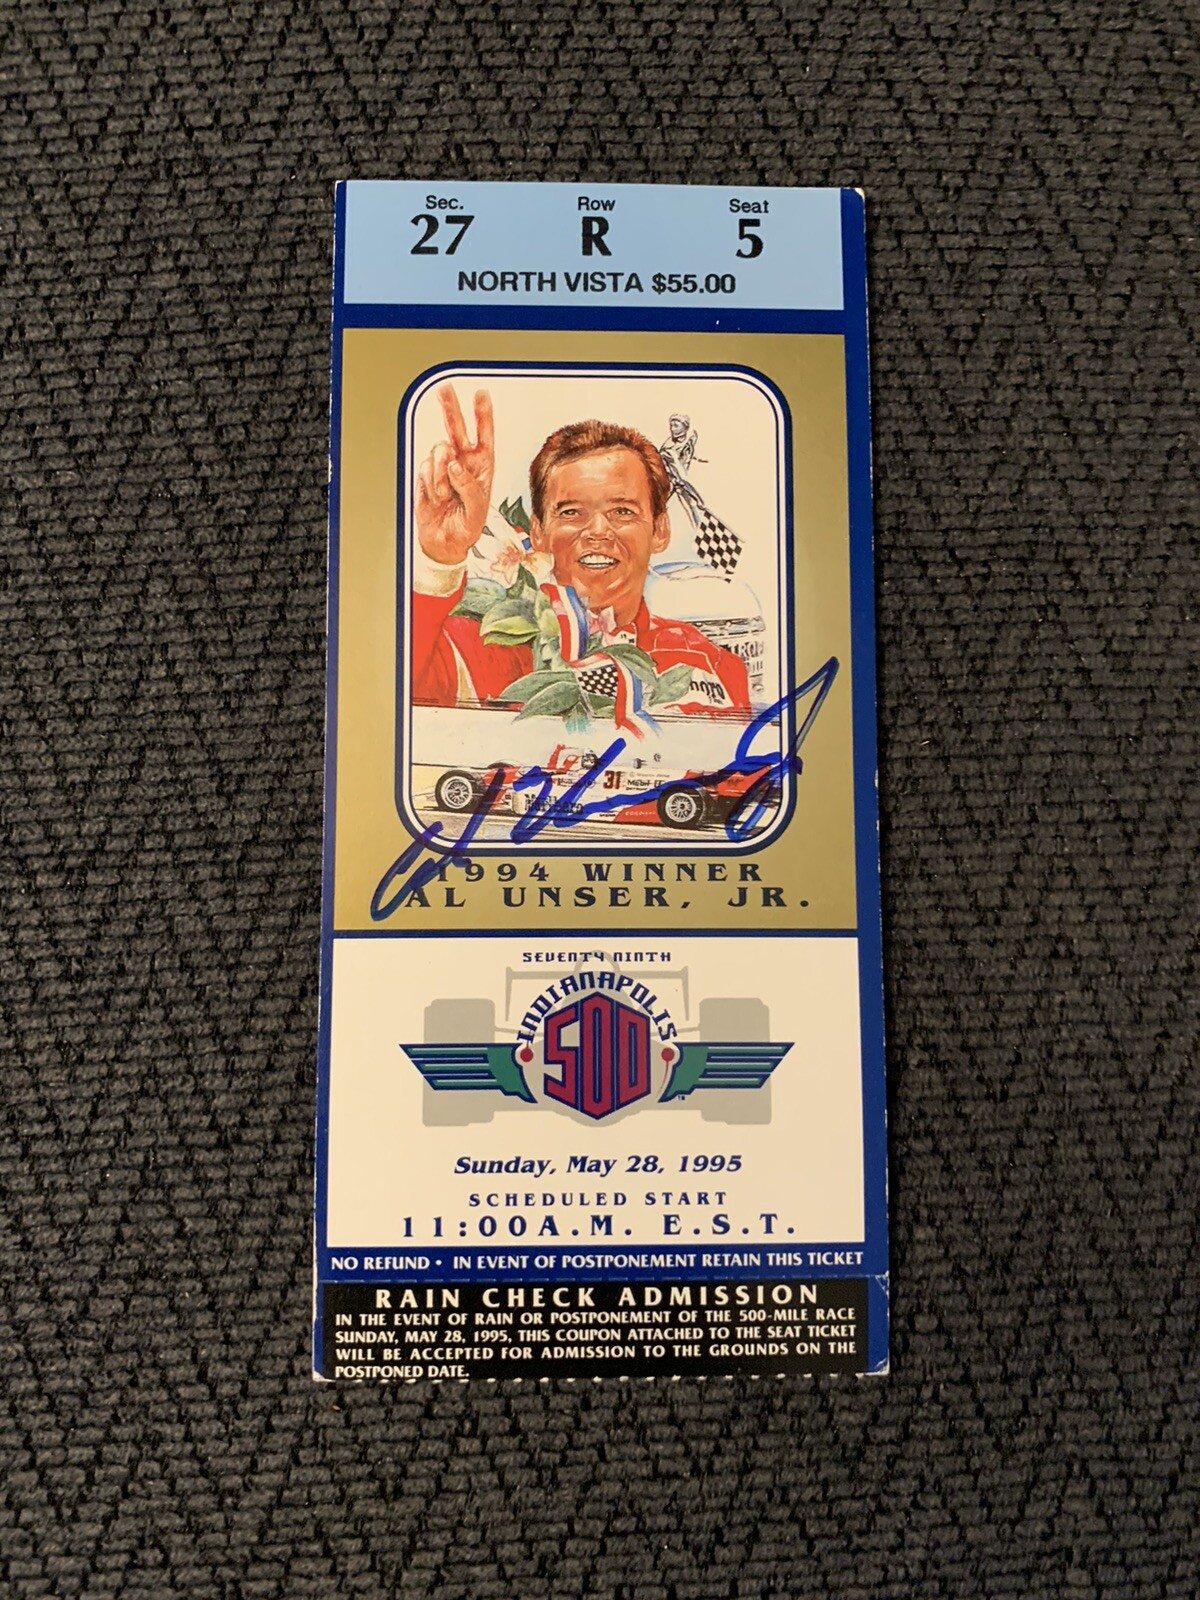 Sec. Row Seat
27 R 5
NORTH VISTA $55.00
31
Marlboro
1994 WINNER
AL UNSER, JR.
SEVENTY NINTH
INDIANAPOLIS
500
TM
Sunday, May 28, 1995
SCHEDULED START
11:00A.M. E.S.T.
NO REFUND • IN EVENT OF POSTPONEMENT RETAIN THIS TICKET
RAIN CHECK ADMISSION
IN THE EVENT OF RAIN OR POSTPONEMENT OF THE 500-MILE RACE
SUNDAY, MAY 28, 1995, THIS COUPON ATTACHED TO THE SEAT TICKET
WILL BE ACCEPTED FOR ADMISSION TO THE GROUNDS ON THE
POSTPONED DATE.